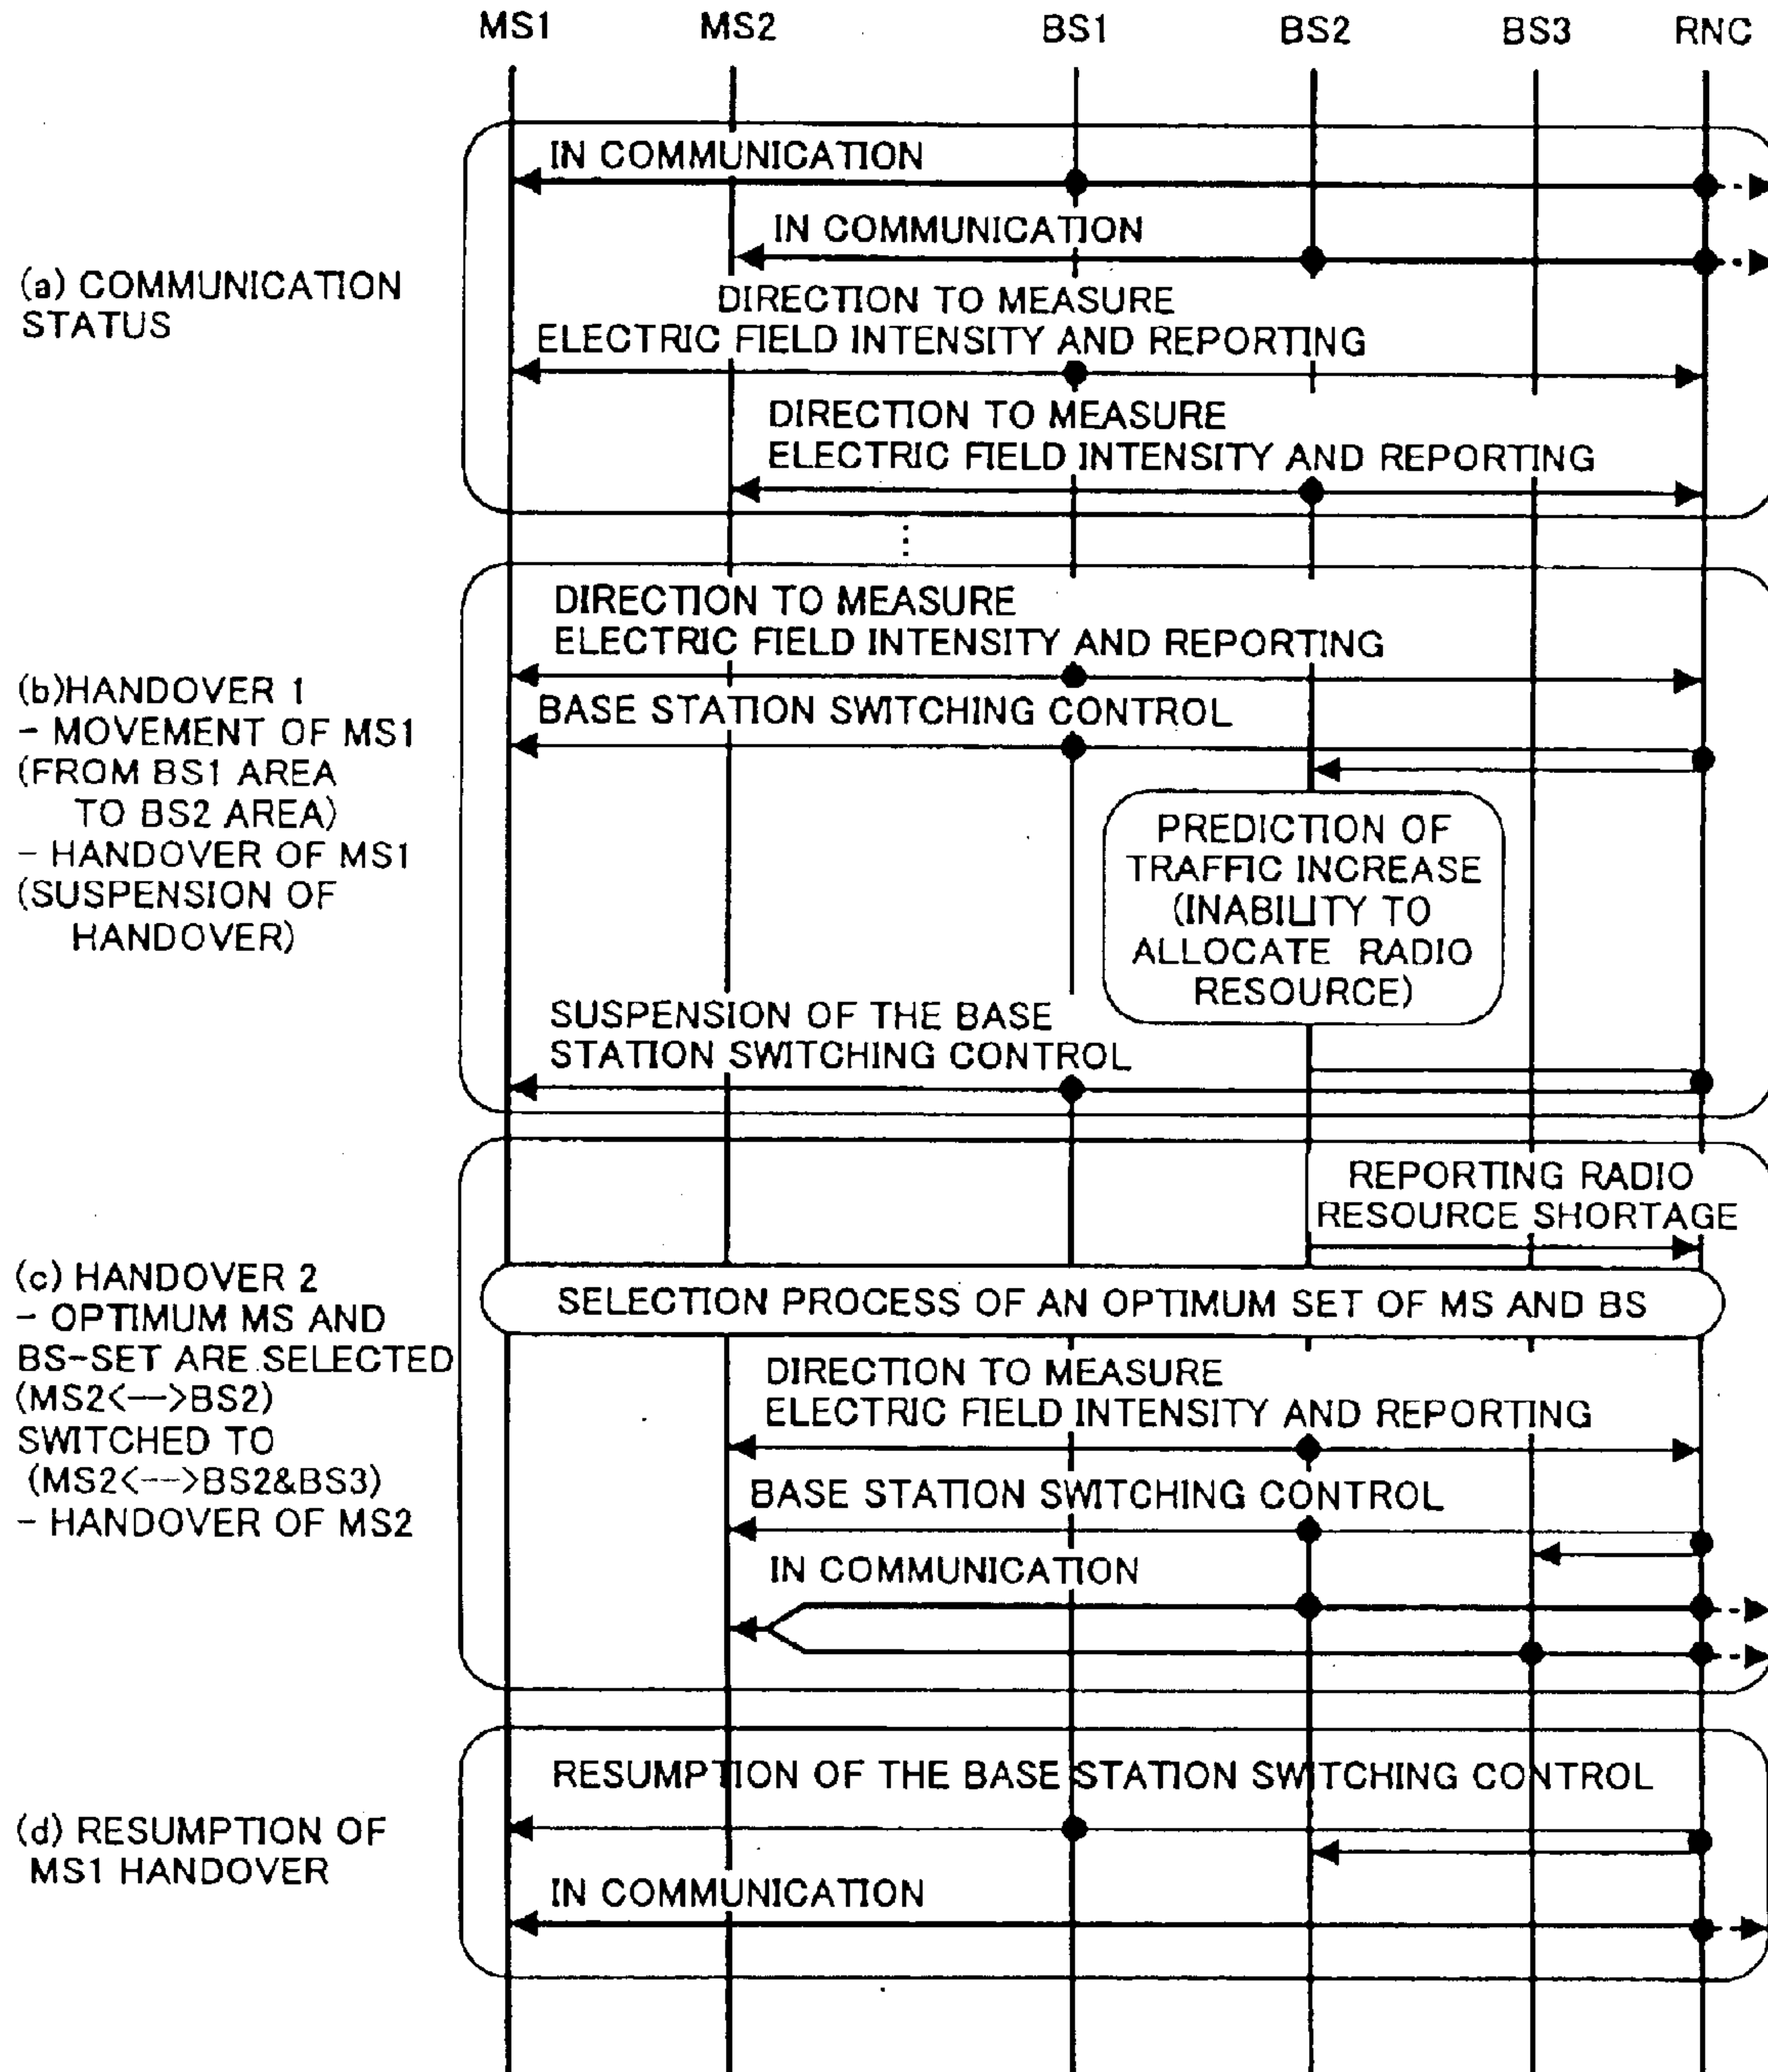 MS1 MS2 BS1 BS2 BS3 RNC
(a) COMMUNICATION
STATUS
IN COMMUNICATION
IN COMMUNICATION
DIRECTION TO MEASURE
ELECTRIC FIELD INTENSITY AND REPORTING
DIRECTION TO MEASURE
ELECTRIC FIELD INTENSITY AND REPORTING
(b)HANDOVER 1
- MOVEMENT OF MS1
(FROM BS1 AREA
TO BS2 AREA)
- HANDOVER OF MS1
(SUSPENSION OF
HANDOVER)
DIRECTION TO MEASURE
ELECTRIC FIELD INTENSITY AND REPORTING
BASE STATION SWITCHING CONTROL
PREDICTION OF
TRAFFIC INCREASE
(INABILITY TO
ALLOCATE RADIO
RESOURCE)
SUSPENSION OF THE BASE
STATION SWITCHING CONTROL
(c) HANDOVER 2
- OPTIMUM MS AND
BS-SET ARE SELECTED
(MS2<-->BS2)
SWITCHED TO
(MS2<-->BS2&BS3)
- HANDOVER OF MS2
REPORTING RADIO
RESOURCE SHORTAGE
SELECTION PROCESS OF AN OPTIMUM SET OF MS AND BS
DIRECTION TO MEASURE
ELECTRIC FIELD INTENSITY AND REPORTING
BASE STATION SWITCHING CONTROL
IN COMMUNICATION
(d) RESUMPTION OF
MS1 HANDOVER
RESUMPTION OF THE BASE STATION SWITCHING CONTROL
IN COMMUNICATION